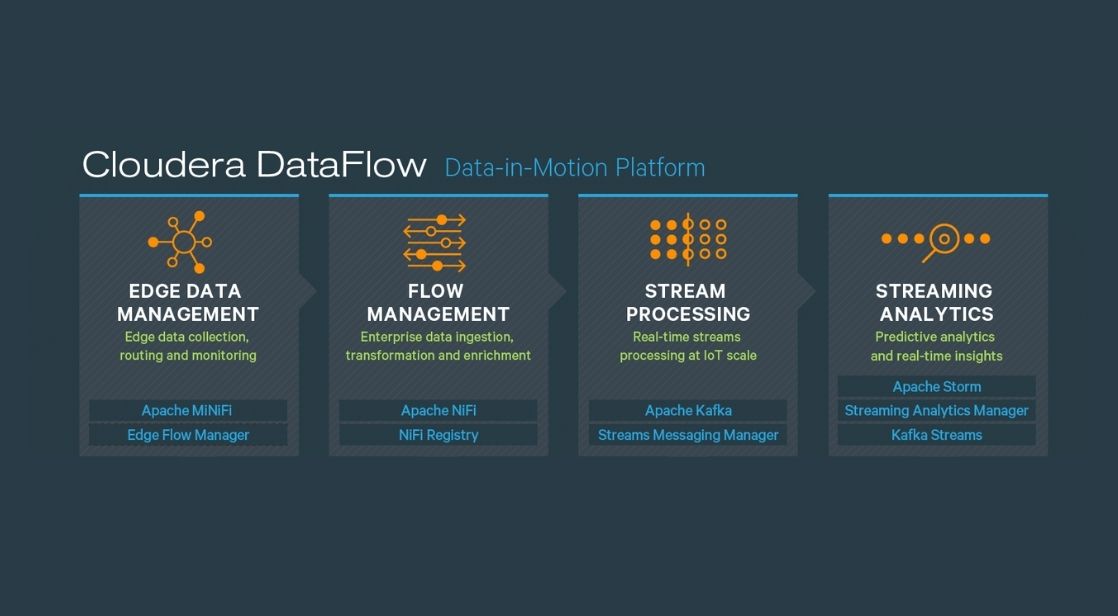 Cloudera DataFlow Data-in-Motion Platform
EDGE DATA
MANAGEMENT
Edge data collection,
routing and monitoring
Apache MiNiFi
Edge Flow Manager
FLOW
MANAGEMENT
Enterprise data ingestion,
transformation and enrichment
Apache NiFi
NiFi Registry
STREAM
PROCESSING
Real-time streams
processing at IoT scale
Apache Kafka
Streams Messaging Manager
STREAMING
ANALYTICS
Predictive analytics
and real-time insights
Apache Storm
Streaming Analytics Manager
Kafka Streams